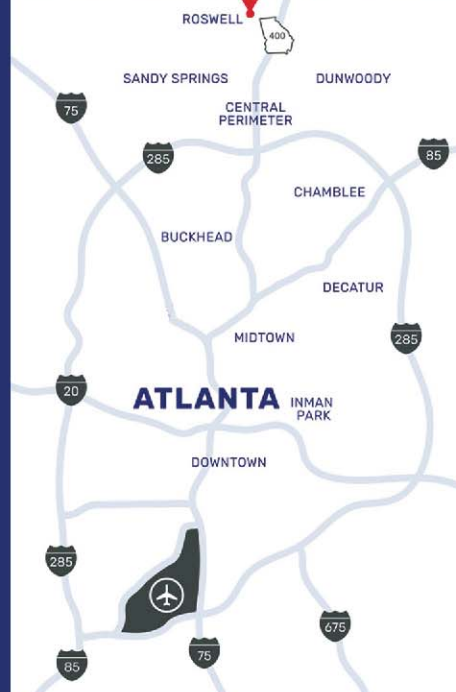 ROSWELL
400
SANDY SPRINGS
DUNWOODY
CENTRAL
PERIMETER
75
285
85
CHAMBLEE
BUCKHEAD
DECATUR
MIDTOWN
285
20
ATLANTA
INMAN
PARK
DOWNTOWN
285
675
85
75